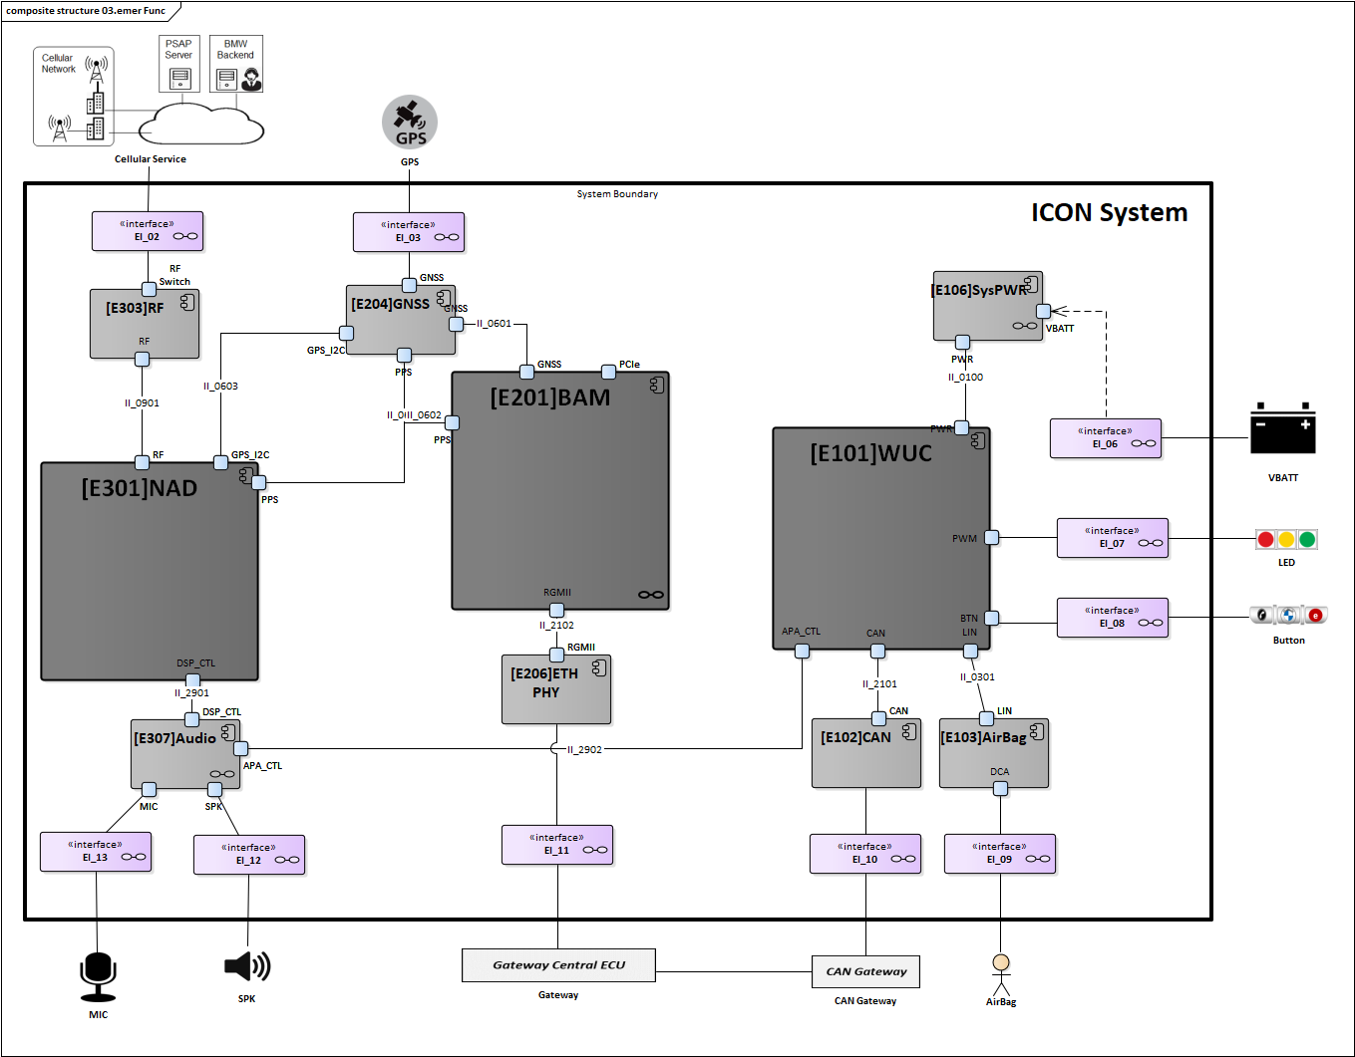 composite structure 03.emer Func
Cellular
Network
PSAP
Server
BMW
Backend
Cellular Service
GPS
GPS
System Boundary
ICON System
«interface»
EI_02
«interface»
EI_03
RF
Switch
[E303]RF
RF
GNSS
[E204]GNSS
GNSS
GPS_I2C
PPS
II_0601
II_0603
II_0901
[E106]SysPWR
VBATT
PWR
II_0100
GNSS
PCIe
[E201]BAM
II_0602
PPS
RGMII
RF
GPS_I2C
[E301]NAD
PPS
DSP_CTL
PWR
[E101]WUC
PWM
BTN
LIN
APA_CTL
CAN
«interface»
EI_06
VBATT
«interface»
EI_07
LED
«interface»
EI_08
e
Button
II_2102
RGMII
[E206]ETH
PHY
II_2901
DSP_CTL
[E307]Audio
APA_CTL
MIC
SPK
II_2902
II_2101
II_0301
CAN
[E102]CAN
LIN
[E103]AirBag
DCA
«interface»
EI_13
«interface»
EI_12
«interface»
EI_11
«interface»
EI_10
«interface»
EI_09
MIC
SPK
Gateway Central ECU
Gateway
CAN Gateway
CAN Gateway
AirBag